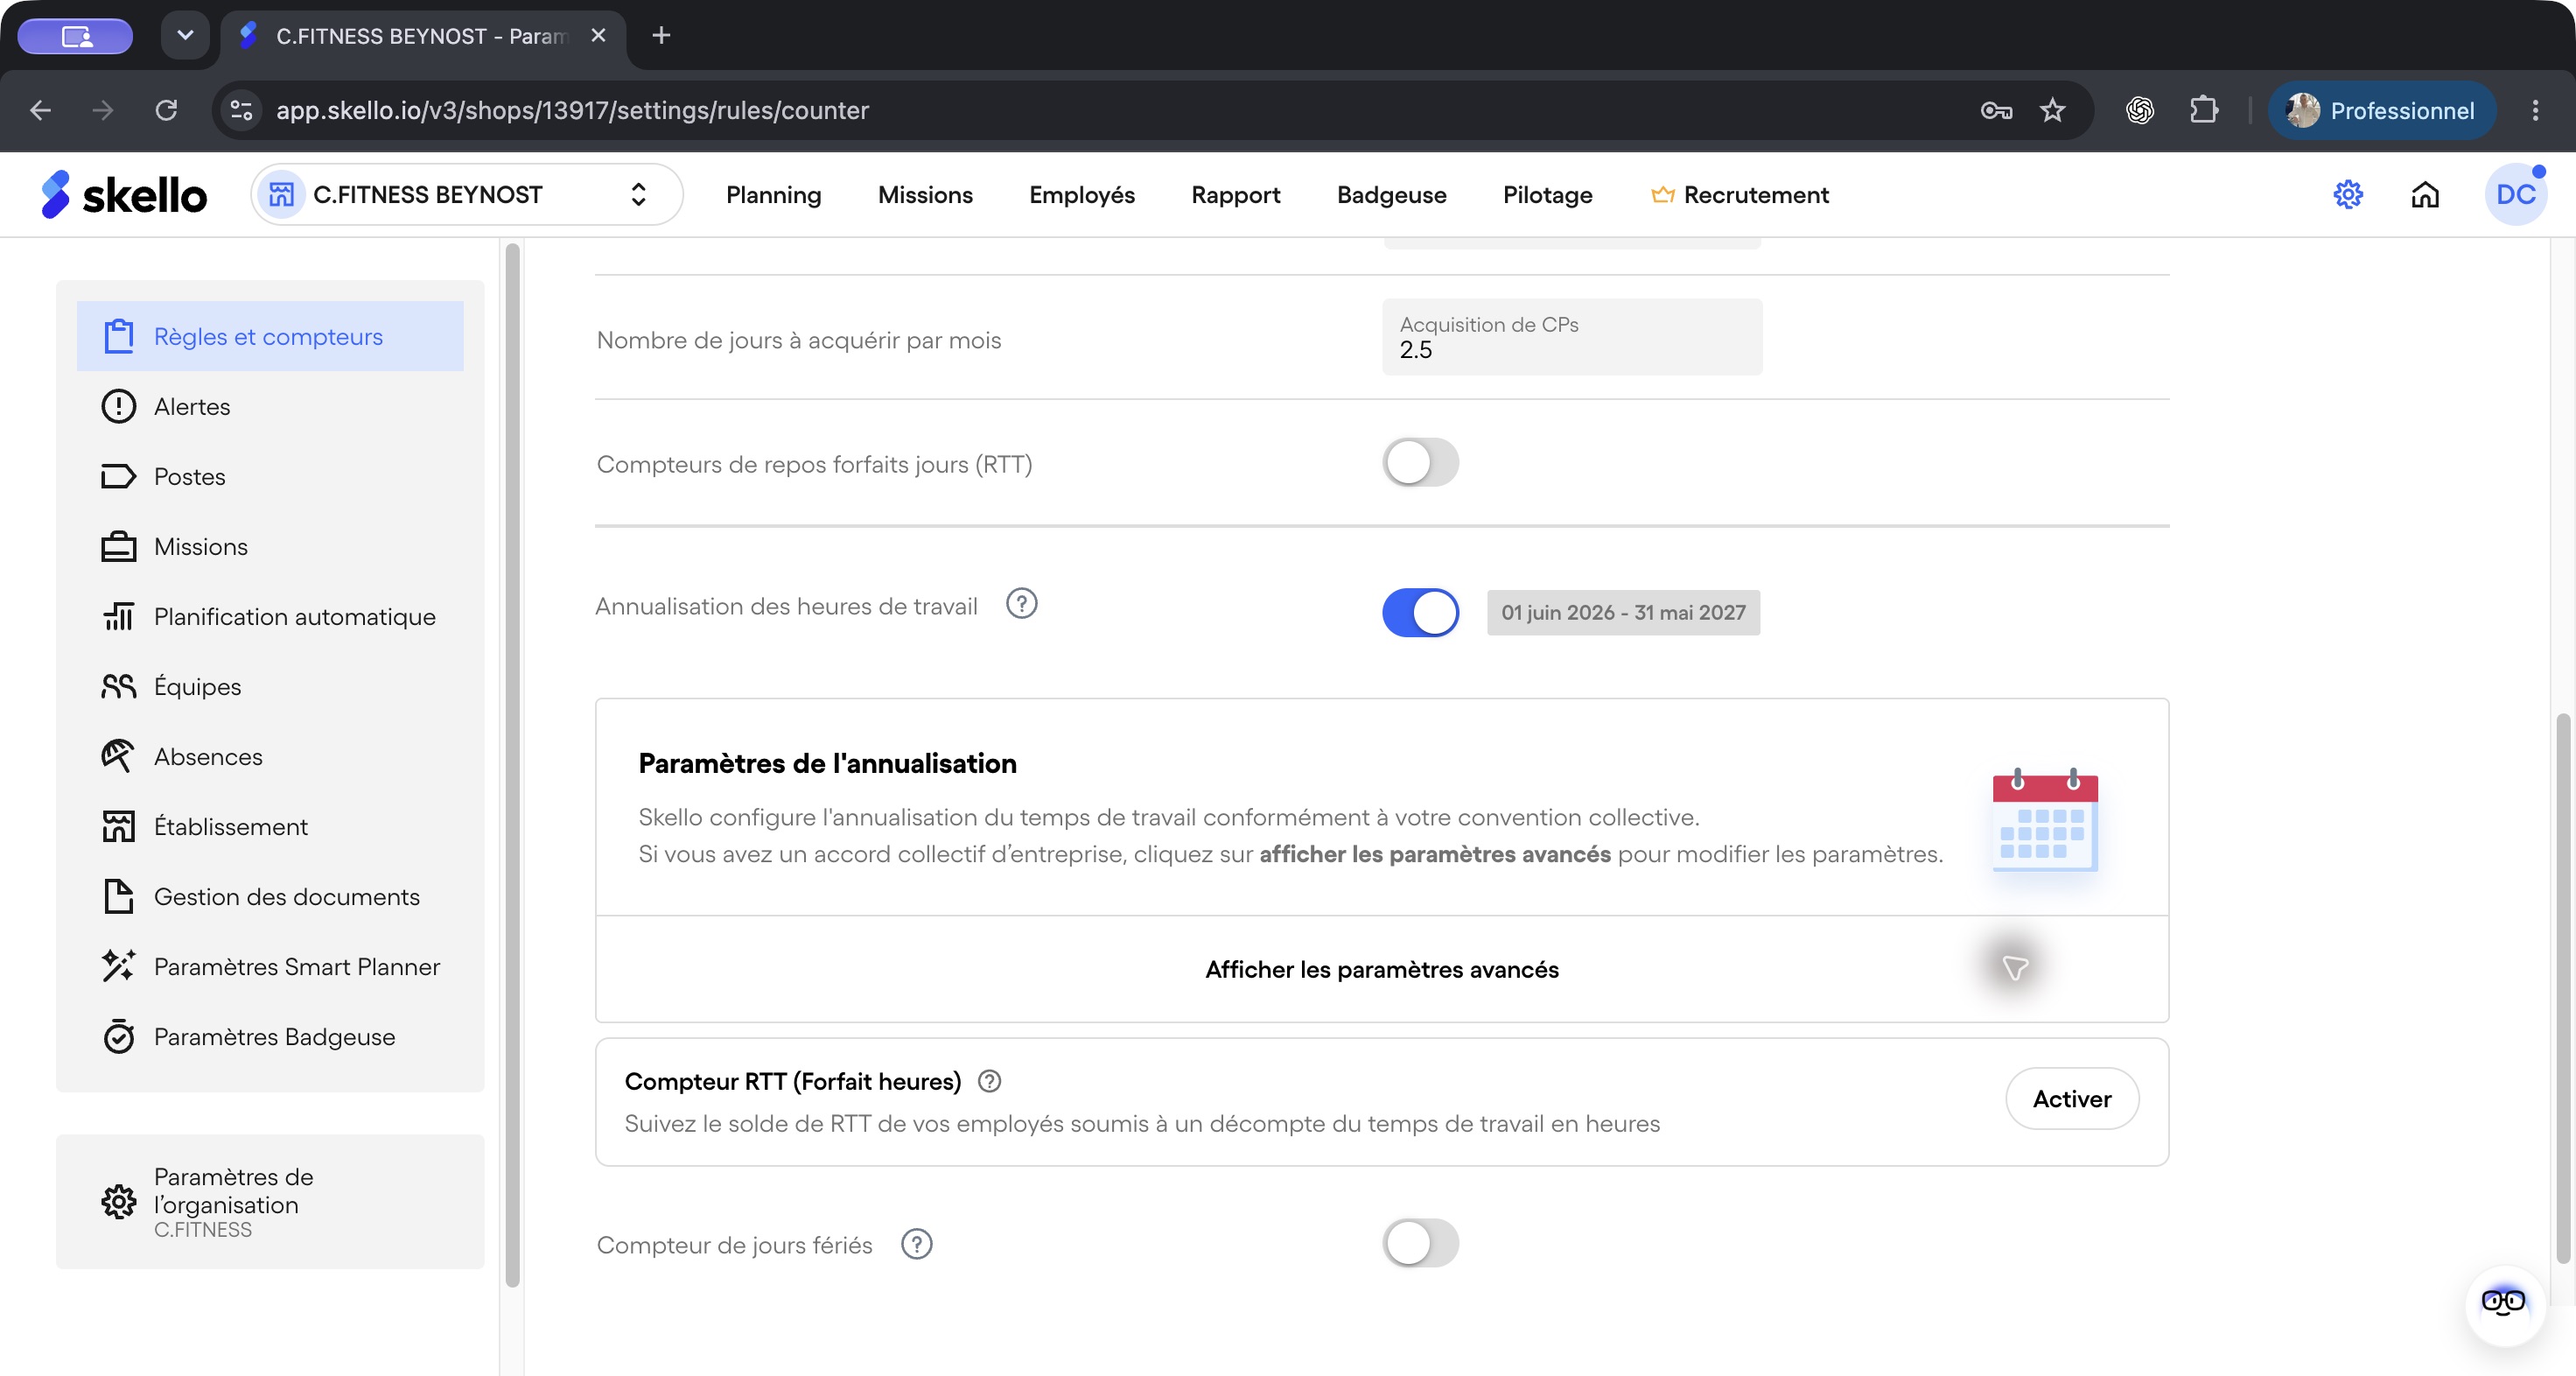 C.FITNESS BEYNOST - Param
app.skello.io/v3/shops/13917/settings/rules/counter
Professionnel
skello
C.FITNESS BEYNOST
Planning
Missions
Employés
Rapport
Badgeuse
Pilotage
Recrutement
DC
Règles et compteurs
Alertes
Postes
Missions
Planification automatique
Équipes
Absences
Établissement
Gestion des documents
Paramètres Smart Planner
Paramètres Badgeuse
Paramètres de
l’organisation
C.FITNESS
Nombre de jours à acquérir par mois
Acquisition de CPs
2.5
Compteurs de repos forfaits jours (RTT)
Annualisation des heures de travail
01 juin 2026 - 31 mai 2027
Paramètres de l'annualisation
Skello configure l'annualisation du temps de travail conformément à votre convention collective.
Si vous avez un accord collectif d’entreprise, cliquez sur afficher les paramètres avancés pour modifier les paramètres.
Afficher les paramètres avancés
Compteur RTT (Forfait heures)
Suivez le solde de RTT de vos employés soumis à un décompte du temps de travail en heures
Activer
Compteur de jours fériés